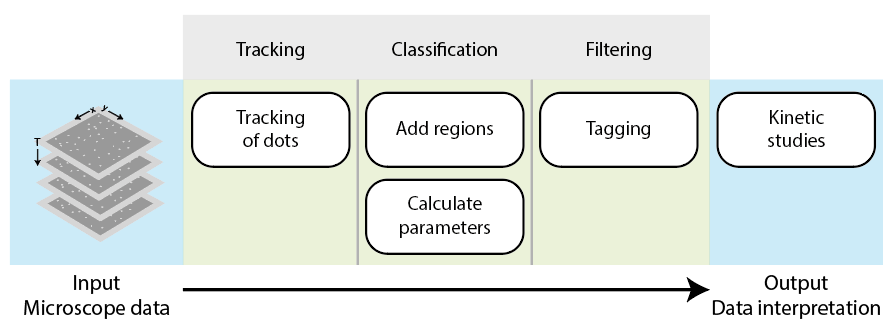 Tracking
Classification
Filtering
x y
T
Tracking
of dots
Add regions
Calculate
parameters
Tagging
Kinetic
studies
Input
Microscope data
Output
Data interpretation